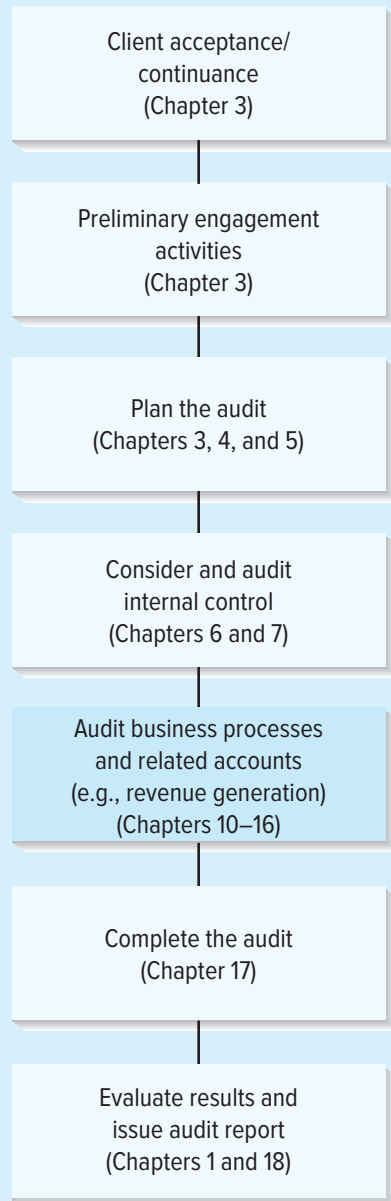 Client acceptance/
continuance
(Chapter 3)
Preliminary engagement
activities
(Chapter 3)
Plan the audit
(Chapters 3, 4, and 5)
Consider and audit
internal control
(Chapters 6 and 7)
Audit business processes
and related accounts
(e.g., revenue generation)
(Chapters 10–16)
Complete the audit
(Chapter 17)
Evaluate results and
issue audit report
(Chapters 1 and 18)